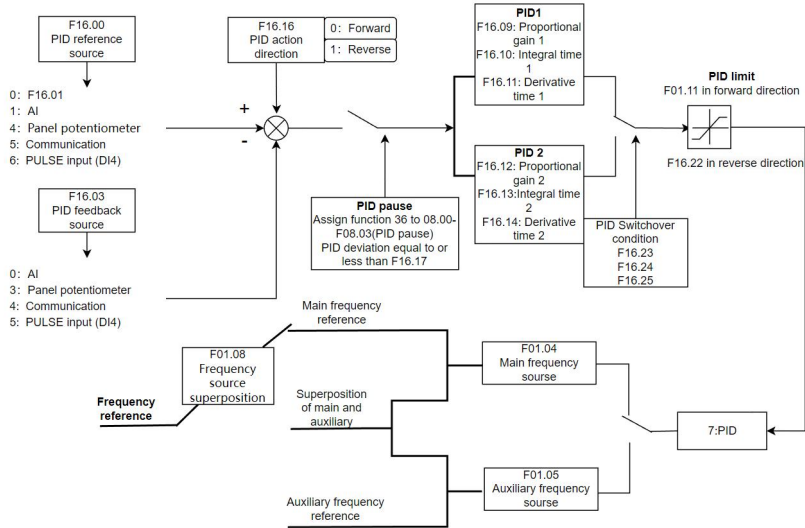 F16.00
PID reference
source
0: F16.01
1: AI
4: Panel potentiometer
5: Communication
6: PULSE input (DI4)
F16.03
PID feedback
source
0: AI
3: Panel potentiometer
4: Communication
5: PULSE input (DI4)
F16.16
PID action
direction
0: Forward
1: Reverse
+
-
PID pause
Assign function 36 to 08.00-
F08.03(PID pause)
PID deviation equal to or
less than F16.17
PID1
F16.09: Proportional
gain 1
F16.10: Integral time
1
F16.11: Derivative
time 1
PID 2
F16.12: Proportional
gain 2
F16.13:Integral time
2
F16.14: Derivative
time 2
PID Switchover
condition
F16.23
F16.24
F16.25
PID limit
F01.11 in forward direction
F16.22 in reverse direction
Main frequency
reference
F01.08
Frequency
source
superposition
Frequency
reference
Superposition
of main and
auxiliary
Auxiliary frequency
reference
F01.04
Main frequency
sourse
F01.05
Auxiliary frequency
sourse
7:PID